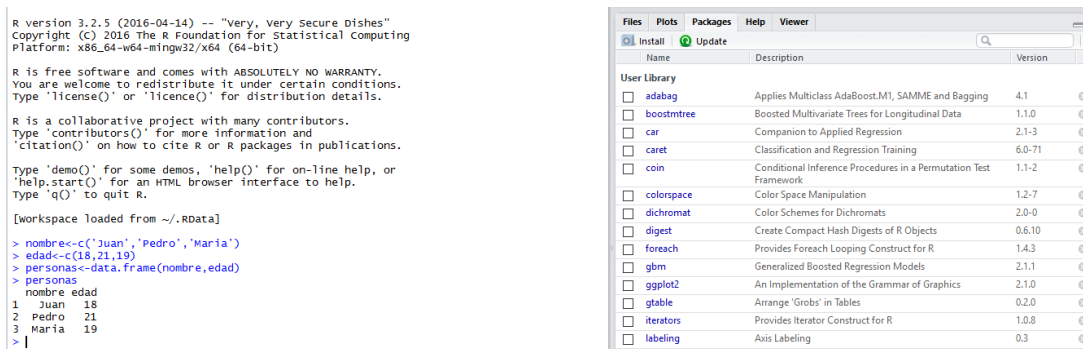 R version 3.2.5 (2016-04-14) -- "Very, Very Secure Dishes"
Copyright (C) 2016 The R Foundation for Statistical Computing
Platform: x86_64-w64-mingw32/x64 (64-bit)
R is free software and comes with ABSOLUTELY NO WARRANTY.
You are welcome to redistribute it under certain conditions.
Type 'license()' or 'licence()' for distribution details.
R is a collaborative project with many contributors.
Type 'contributors()' for more information and
'citation()' on how to cite R or R packages in publications.
Type 'demo()' for some demos, 'help()' for on-line help, or
'help.start()' for an HTML browser interface to help.
Type 'q()' to quit R.
[Workspace loaded from ~/.RData]
> nombre<-c('Juan','Pedro','Maria')
> edad<-c(18,21,19)
> personas<-data.frame(nombre,edad)
> personas
nombre edad
1 Juan 18
2 Pedro 21
3 Maria 19
>
Files Plots Packages Help Viewer
Install Update
Name Description Version
User Library
adabag Applies Multiclass AdaBoost.M1, SAMME and Bagging 4.1
boostmtree Boosted Multivariate Trees for Longitudinal Data 1.1.0
car Companion to Applied Regression 2.1-3
caret Classification and Regression Training 6.0-71
coin Conditional Inference Procedures in a Permutation Test 1.1-2
Framework
colorspace Color Space Manipulation 1.2-7
dichromat Color Schemes for Dichromats 2.0-0
digest Create Compact Hash Digests of R Objects 0.6.10
foreach Provides Foreach Looping Construct for R 1.4.3
gbm Generalized Boosted Regression Models 2.1.1
ggplot2 An Implementation of the Grammar of Graphics 2.1.0
gtable Arrange 'Grobs' in Tables 0.2.0
iterators Provides Iterator Construct for R 1.0.8
labeling Axis Labeling 0.3